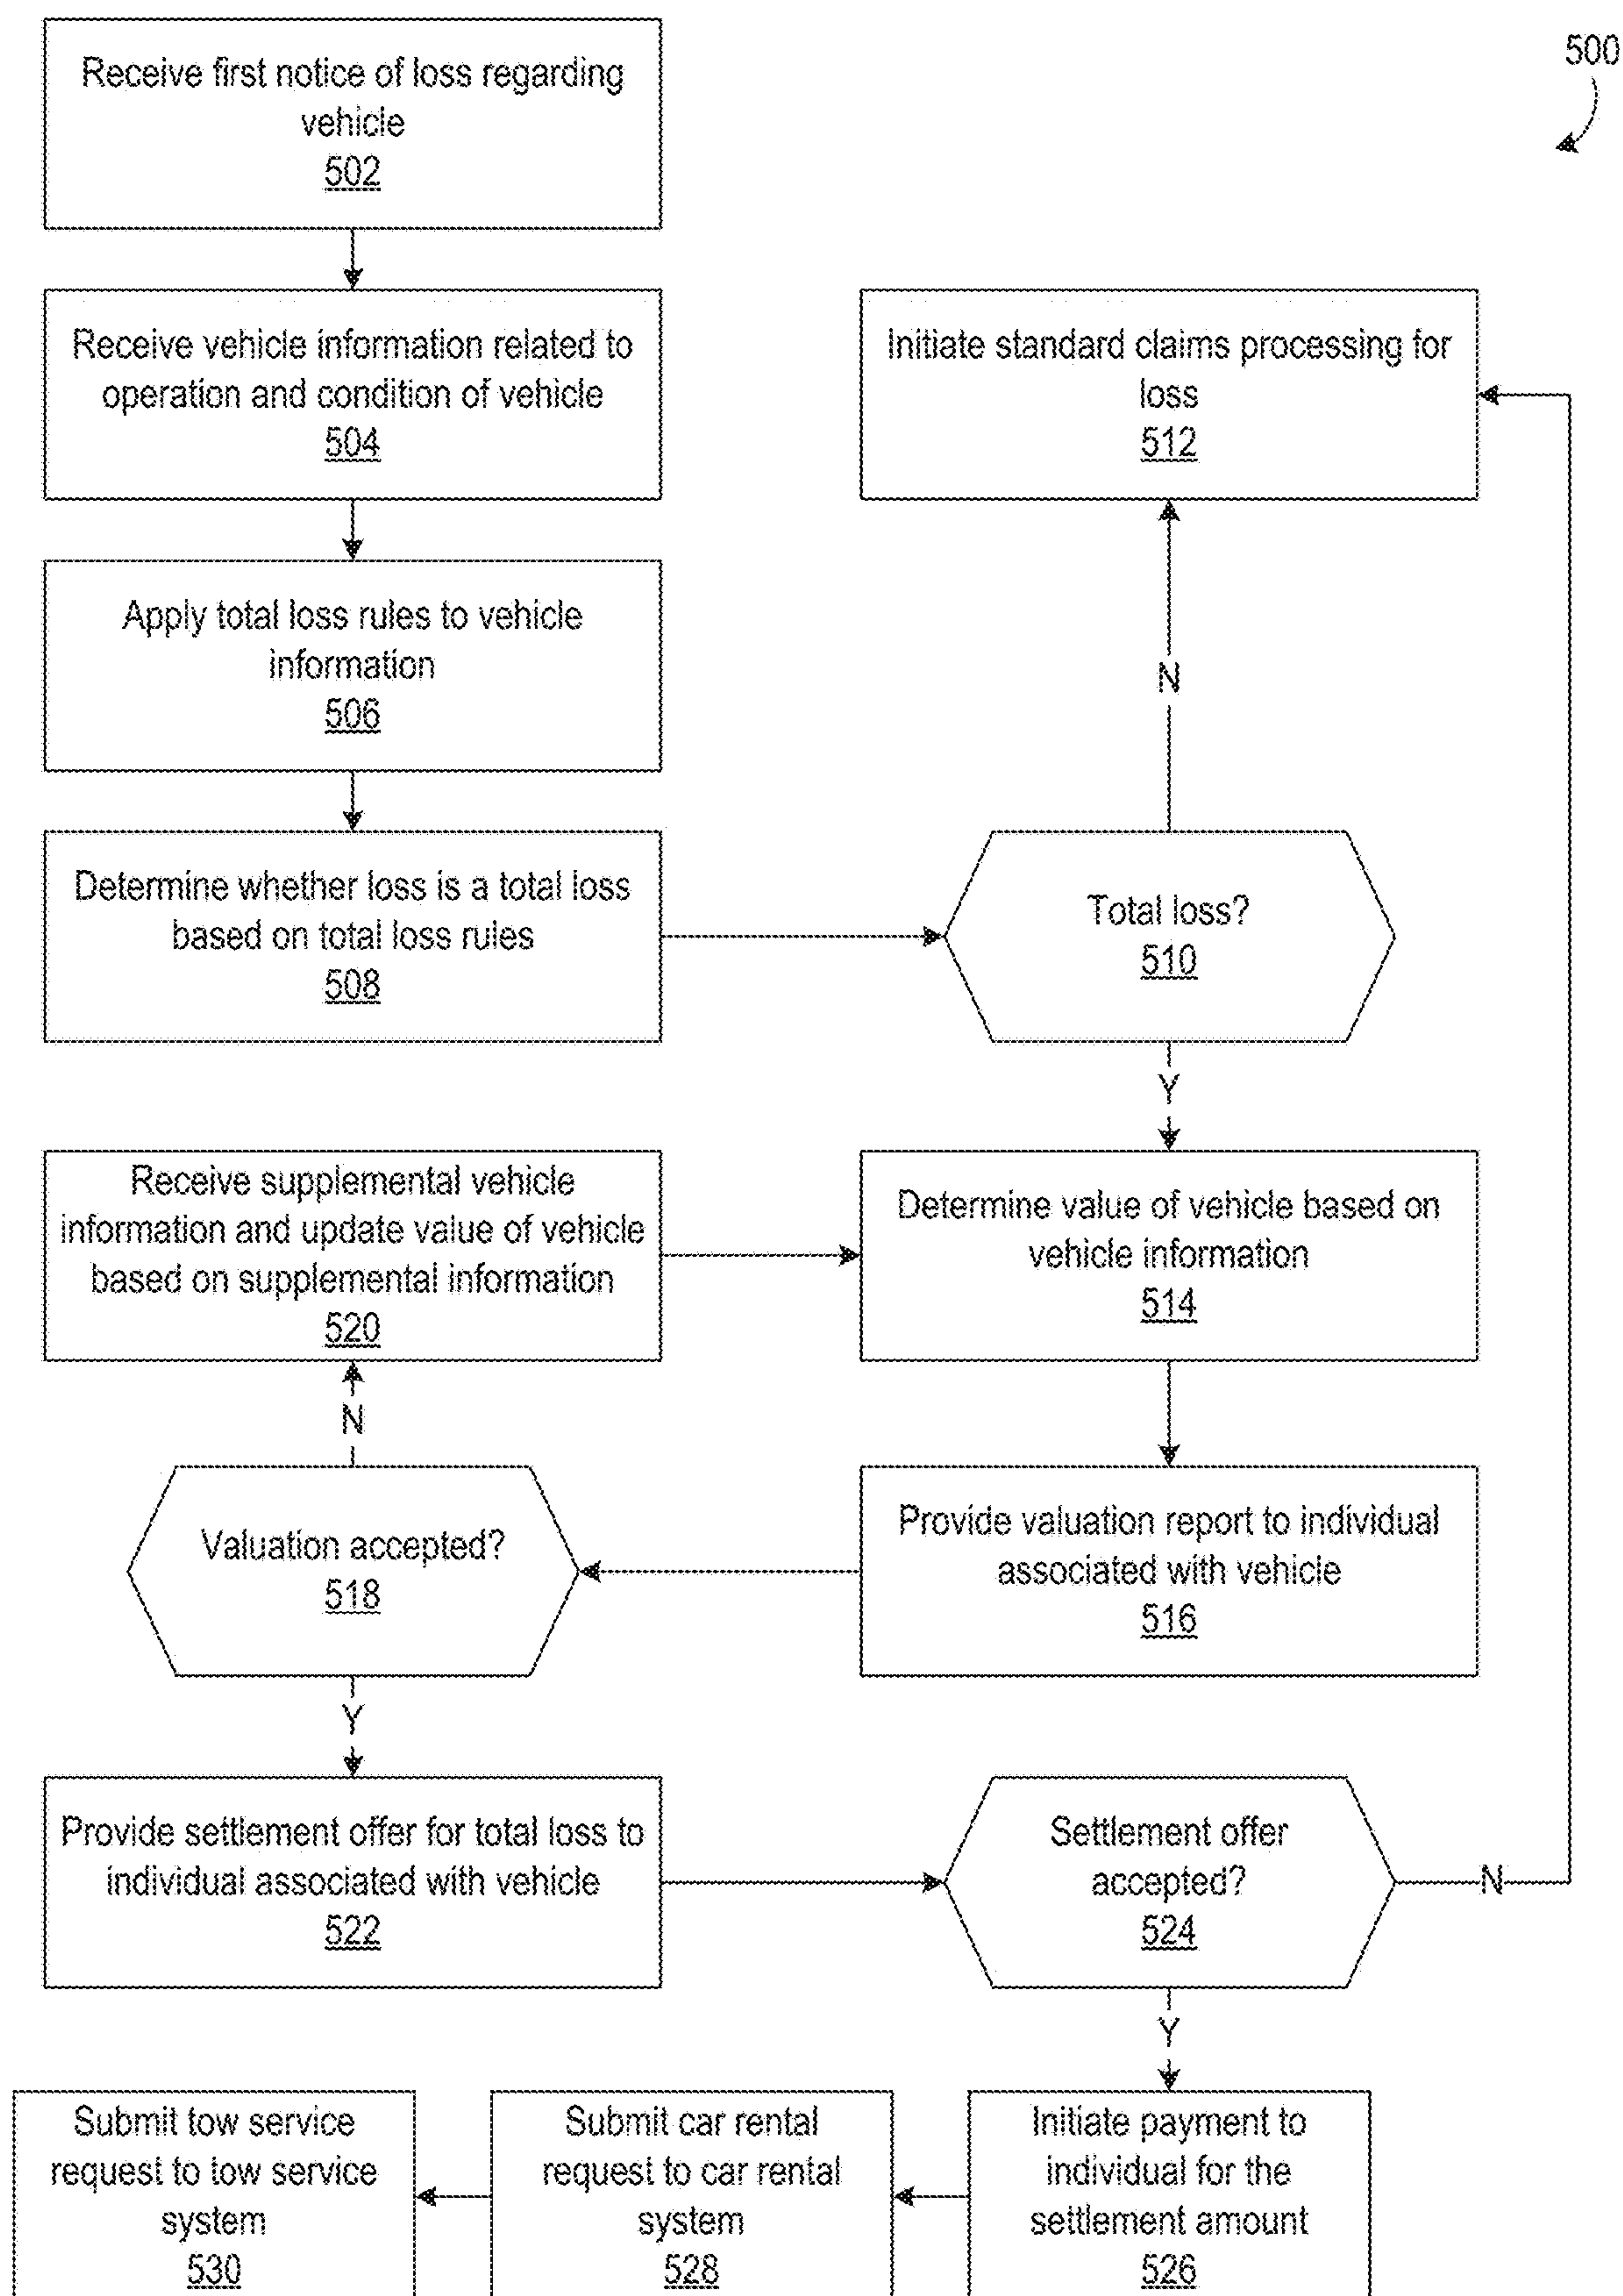 500
Receive first notice of loss regarding
vehicle
502
Receive vehicle information related to
operation and condition of vehicle
504
Initiate standard claims processing for
loss
512
Apply total loss rules to vehicle
information
506
N
Determine whether loss is a total loss
based on total loss rules
508
Total loss?
510
Y
Receive supplemental vehicle
information and update value of vehicle
based on supplemental information
520
Determine value of vehicle based on
vehicle information
514
N
Valuation accepted?
518
Provide valuation report to individual
associated with vehicle
516
Y
Provide settlement offer for total loss to
individual associated with vehicle
522
Settlement offer
accepted?
524
N
Y
Submit tow service
request to tow service
system
530
Submit car rental
request to car rental
system
528
Initiate payment to
individual for the
settlement amount
526